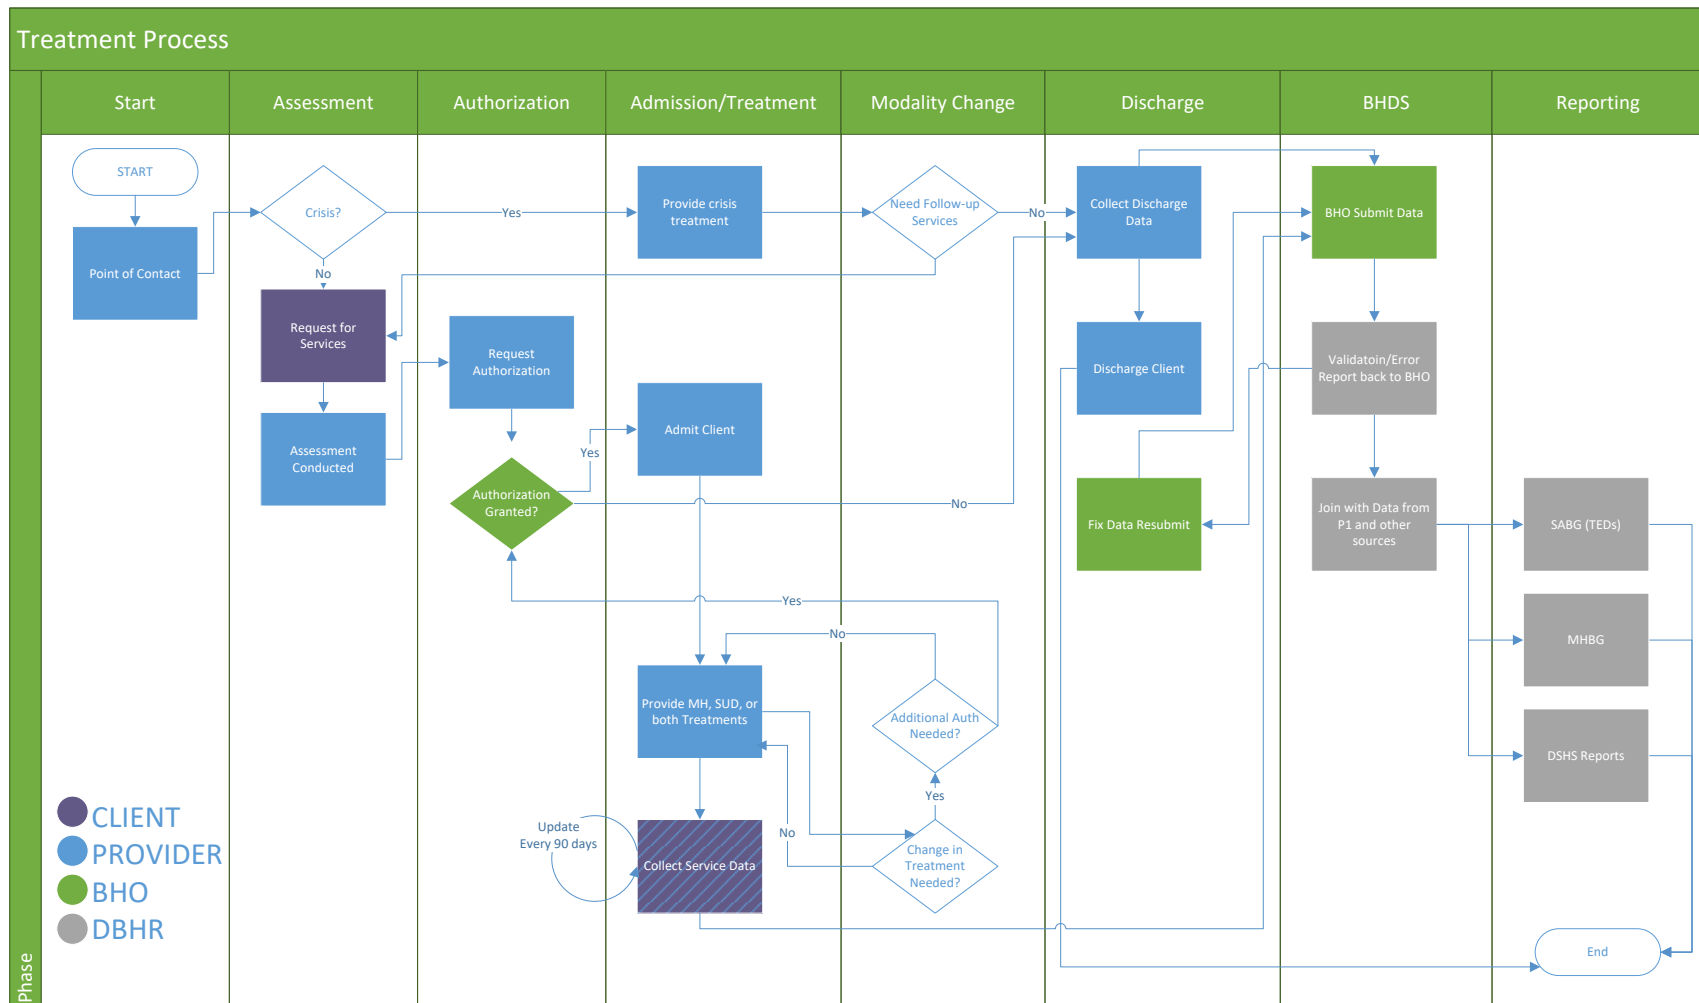 Treatment Process
Phase
Start
Assessment
Authorization
Admission/Treatment
Modality Change
Discharge
BHDS
Reporting
START
Point of Contact
Crisis?
Yes
No
Request for
Services
Assessment
Conducted
Request
Authorization
Authorization
Granted?
Yes
No
Provide crisis
treatment
Admit Client
Provide MH, SUD, or
both Treatments
Collect Service Data
Update
Every 90 days
Need Follow-up
Services
No
Yes
No
Additional Auth
Needed?
Yes
No
Change in
Treatment
Needed?
Collect Discharge
Data
Discharge Client
Fix Data Resubmit
BHO Submit Data
Validatoin/Error
Report back to BHO
Join with Data from
P1 and other
sources
SABG (TEDs)
MHBG
DSHS Reports
End
CLIENT
PROVIDER
BHO
DBHR